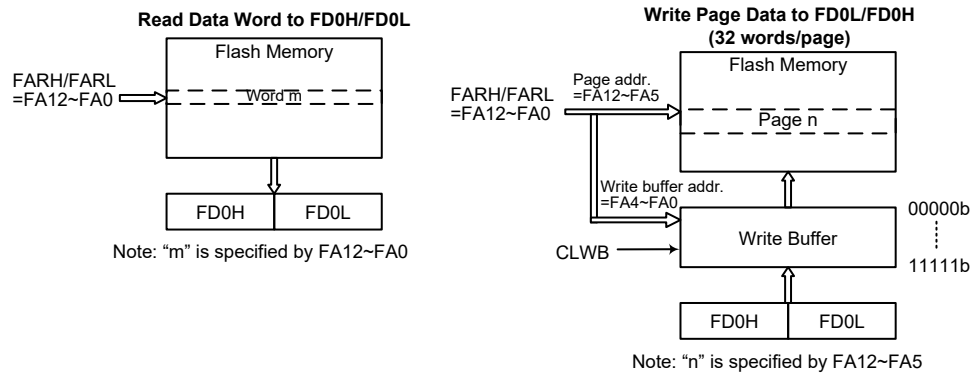 Read Data Word to FD0H/FD0L
Flash Memory
FARH/FARL
=FA12~FA0
Word m
FD0H
FD0L
Note: “m” is specified by FA12~FA0
Write Page Data to FD0L/FD0H
(32 words/page)
Flash Memory
FARH/FARL
=FA12~FA0
Page addr.
=FA12~FA5
Page n
Write buffer addr.
=FA4~FA0
CLWB
Write Buffer
00000b
11111b
FD0H
FD0L
Note: “n” is specified by FA12~FA5